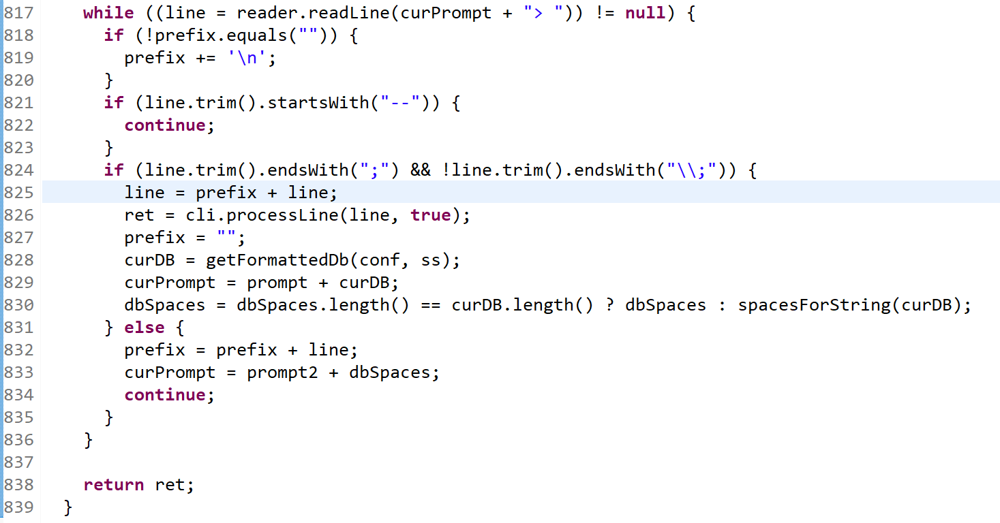 817     while ((line = reader.readLine(curPrompt + "> ")) != null) {
818       if (!prefix.equals("")) {
819         prefix += '\n';
820       }
821       if (line.trim().startsWith("--")) {
822         continue;
823       }
824       if (line.trim().endsWith(";") && !line.trim().endsWith("\\;")) {
825         line = prefix + line;
826         ret = cli.processLine(line, true);
827         prefix = "";
828         curDB = getFormattedDb(conf, ss);
829         curPrompt = prompt + curDB;
830         dbSpaces = dbSpaces.length() == curDB.length() ? dbSpaces : spacesForString(curDB);
831       } else {
832         prefix = prefix + line;
833         curPrompt = prompt2 + dbSpaces;
834         continue;
835       }
836     }
837
838     return ret;
839   }